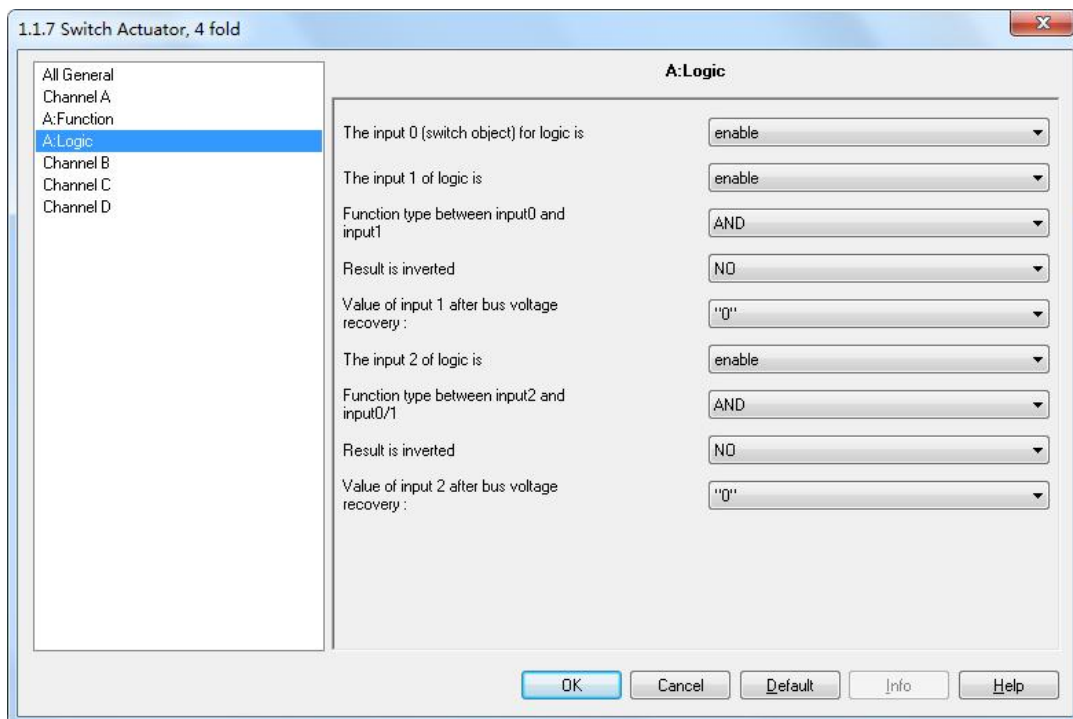 1.1.7 Switch Actuator, 4 fold
All General
Channel A
A:Function
A:Logic
Channel B
Channel C
Channel D
A:Logic
The input 0 (switch object) for logic is
enable
The input 1 of logic is
enable
Function type between input0 and
input1
AND
Result is inverted
NO
Value of input 1 after bus voltage
recovery :
"0"
The input 2 of logic is
enable
Function type between input2 and
input0/1
AND
Result is inverted
NO
Value of input 2 after bus voltage
recovery :
"0"
OK
Cancel
Default
Info
Help